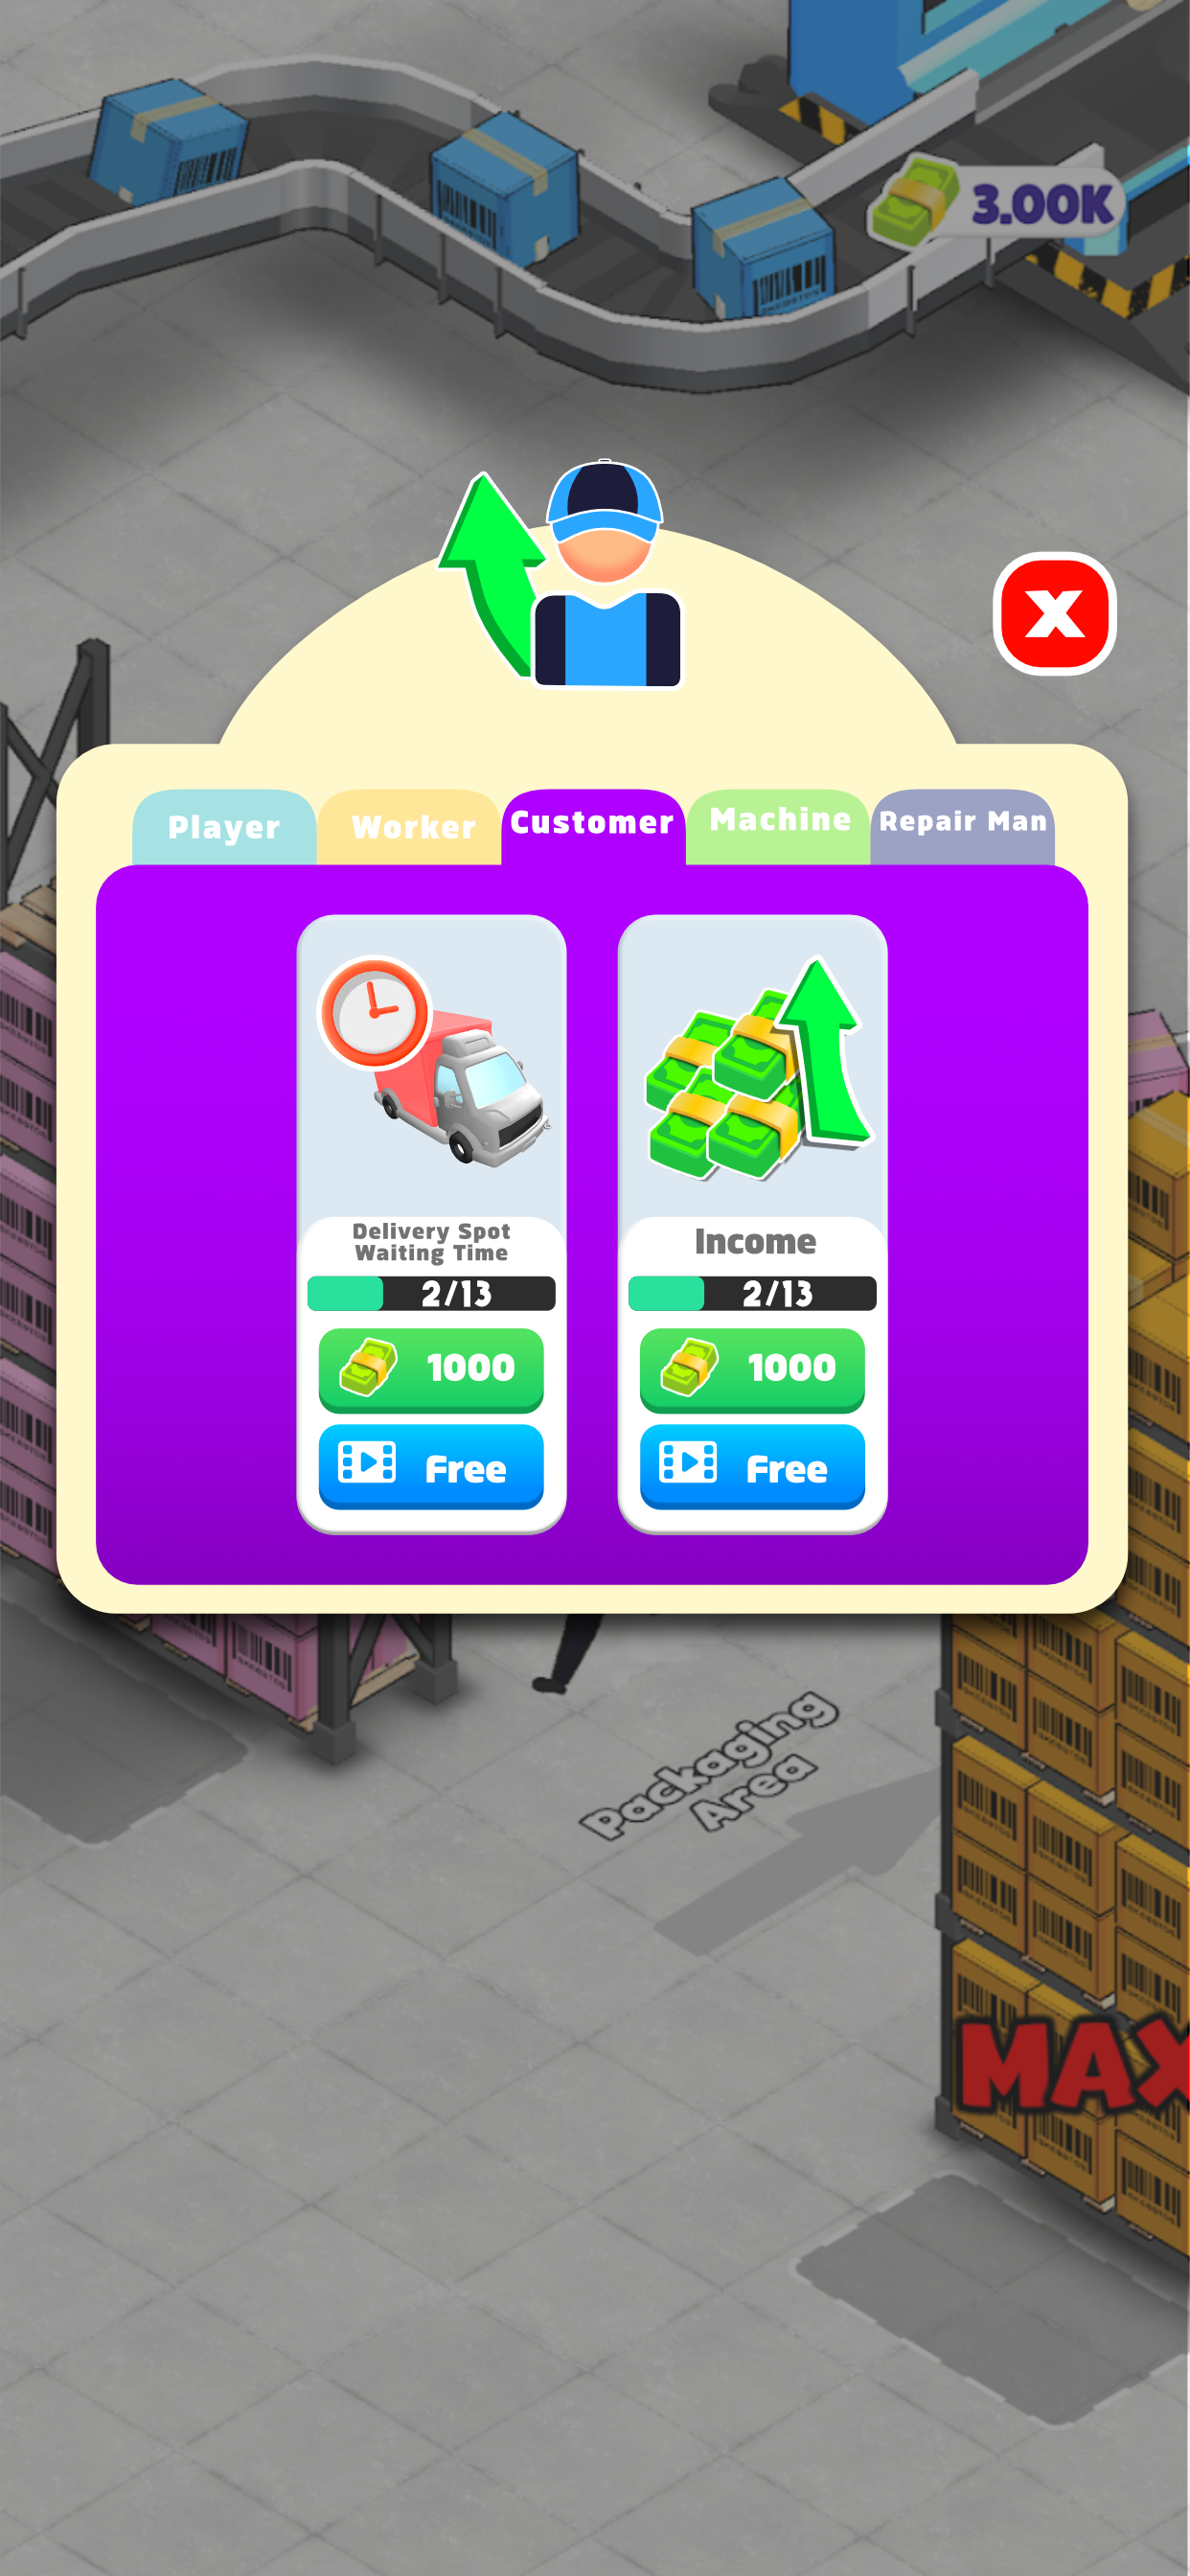 3.00K
X
Player
Worker
Customer
Machine
Repair Man
Delivery Spot
Waiting Time
2/13
1000
Free
Income
2/13
1000
Free
Packaging
Area
MAX